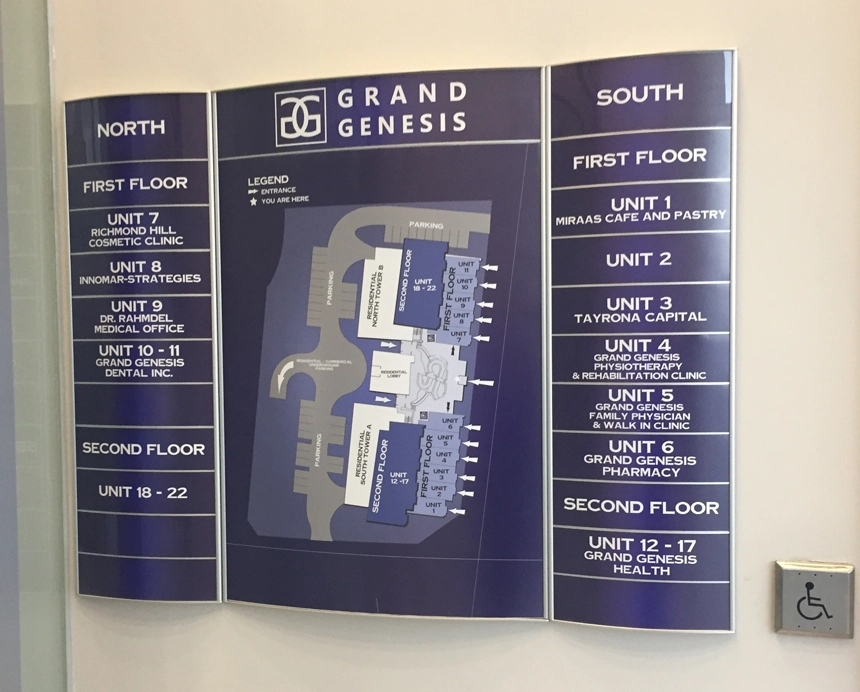 NORTH
FIRST FLOOR
UNIT 7
RICHMOND HILL
COSMETIC CLINIC
UNIT 8
INNOMAR-STRATEGIES
UNIT 9
DR. RAHMDEL
MEDICAL OFFICE
UNIT 10 - 11
GRAND GENESIS
DENTAL INC.
SECOND FLOOR
UNIT 18 - 22
GG
GRAND
GENESIS
LEGEND
ENTRANCE
YOU ARE HERE
PARKING
PARKING
RESIDENTIAL
NORTH TOWER B
SECOND FLOOR
UNIT
18 - 22
FIRST FLOOR
UNIT
11
UNIT
10
UNIT
9
UNIT
8
UNIT
7
RESIDENTIAL / COMMERCIAL
UNDERGROUND
PARKING
RESIDENTIAL
LOBBY
PARKING
RESIDENTIAL
SOUTH TOWER A
SECOND FLOOR
UNIT
12 -17
FIRST FLOOR
UNIT
6
UNIT
5
UNIT
4
UNIT
3
UNIT
2
UNIT
1
SOUTH
FIRST FLOOR
UNIT 1
MIRAAS CAFE AND PASTRY
UNIT 2
UNIT 3
TAYRONA CAPITAL
UNIT 4
GRAND GENESIS
PHYSIOTHERAPY
& REHABILITATION CLINIC
UNIT 5
GRAND GENESIS
FAMILY PHYSICIAN
& WALK IN CLINIC
UNIT 6
GRAND GENESIS
PHARMACY
SECOND FLOOR
UNIT 12 - 17
GRAND GENESIS
HEALTH